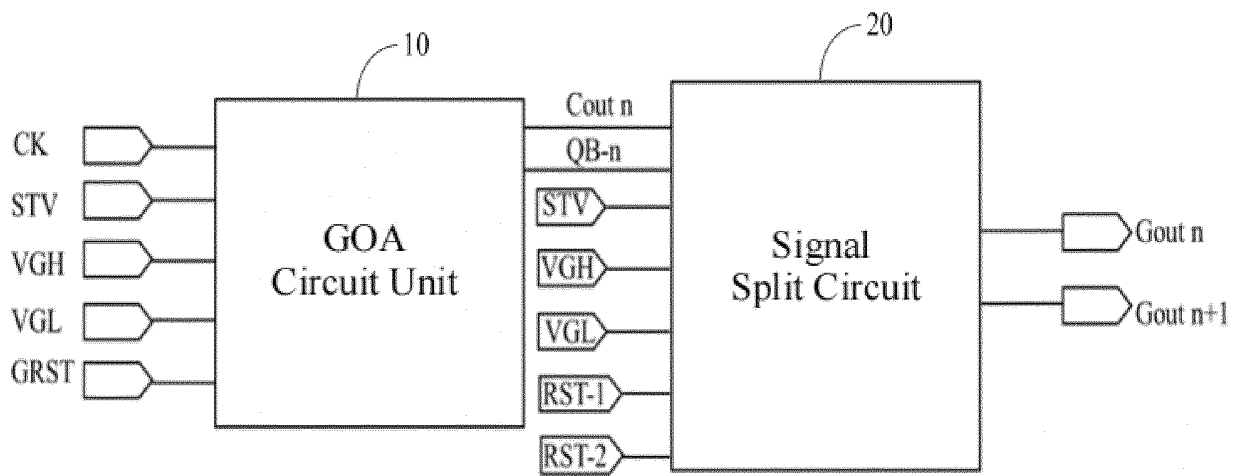 10
20
CK
STV
VGH
VGL
GRST
GOA
Circuit Unit
Cout n
QB-n
STV
VGH
VGL
RST-1
RST-2
Signal
Split Circuit
Gout n
Gout n+1